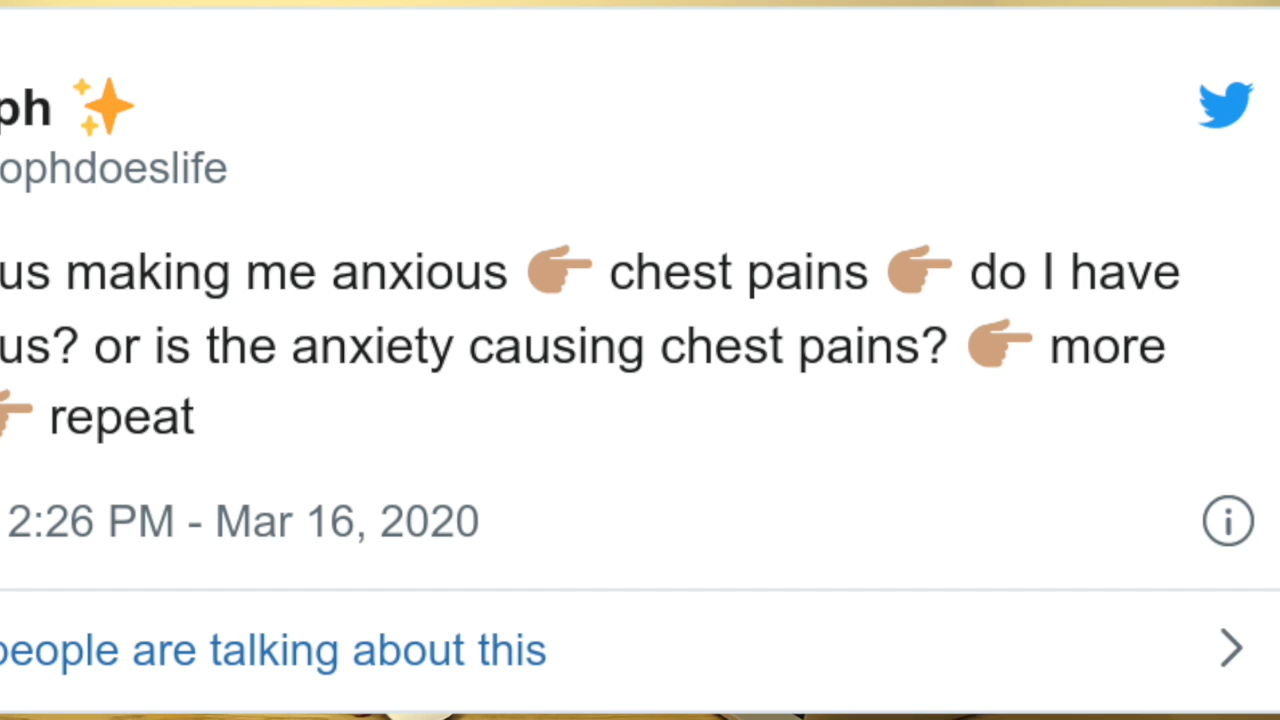 ph ✨
ophdoeslife
us making me anxious 👉🏽 chest pains 👉🏽 do I have
us? or is the anxiety causing chest pains? 👉🏽 more
👉🏽 repeat
2:26 PM - Mar 16, 2020
people are talking about this